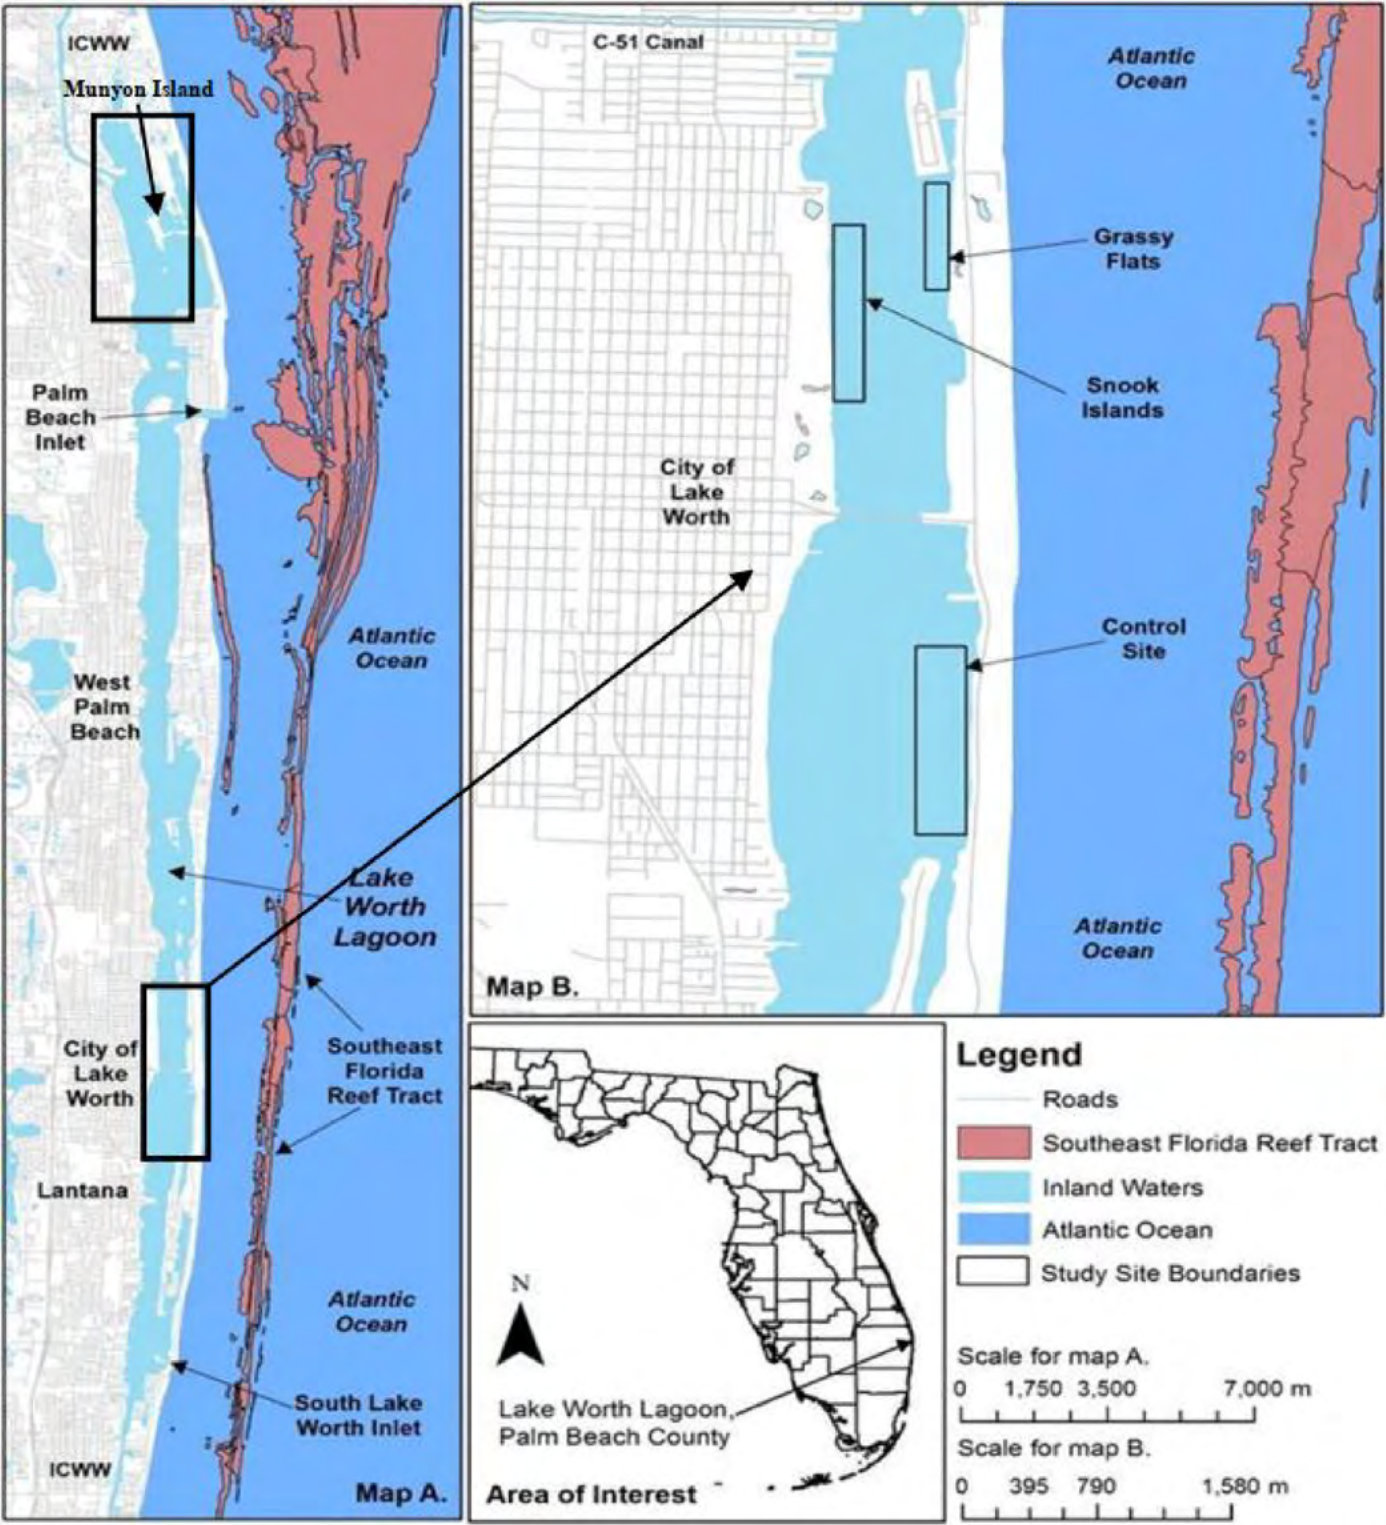 ICWW
Munyon Island
Palm
Beach
Inlet
West
Palm
Beach
Atlantic
Ocean
Lake
Worth
Lagoon
City of
Lake
Worth
Southeast
Florida
Reef Tract
Lantana
Atlantic
Ocean
South Lake
Worth Inlet
ICWW
Map A.
C-51 Canal
Atlantic
Ocean
Grassy
Flats
Snook
Islands
City of
Lake
Worth
Control
Site
Atlantic
Ocean
Map B.
N
Lake Worth Lagoon,
Palm Beach County
Area of Interest
Legend
Roads
Southeast Florida Reef Tract
Inland Waters
Atlantic Ocean
Study Site Boundaries
Scale for map A.
0 1,750 3,500 7,000 m
Scale for map B.
0 395 790 1,580 m